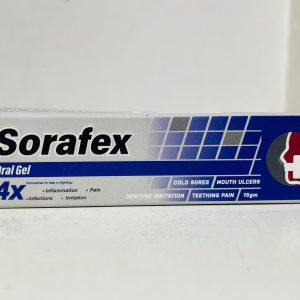 Sorafex
Oral Gel
4x
Formulated to help in fighting:
• Inflammation • Pain
• Infections • Irritation
COLD SORES | MOUTH ULCERS
DENTURE IRRITATION | TEETHING PAIN | 15gm